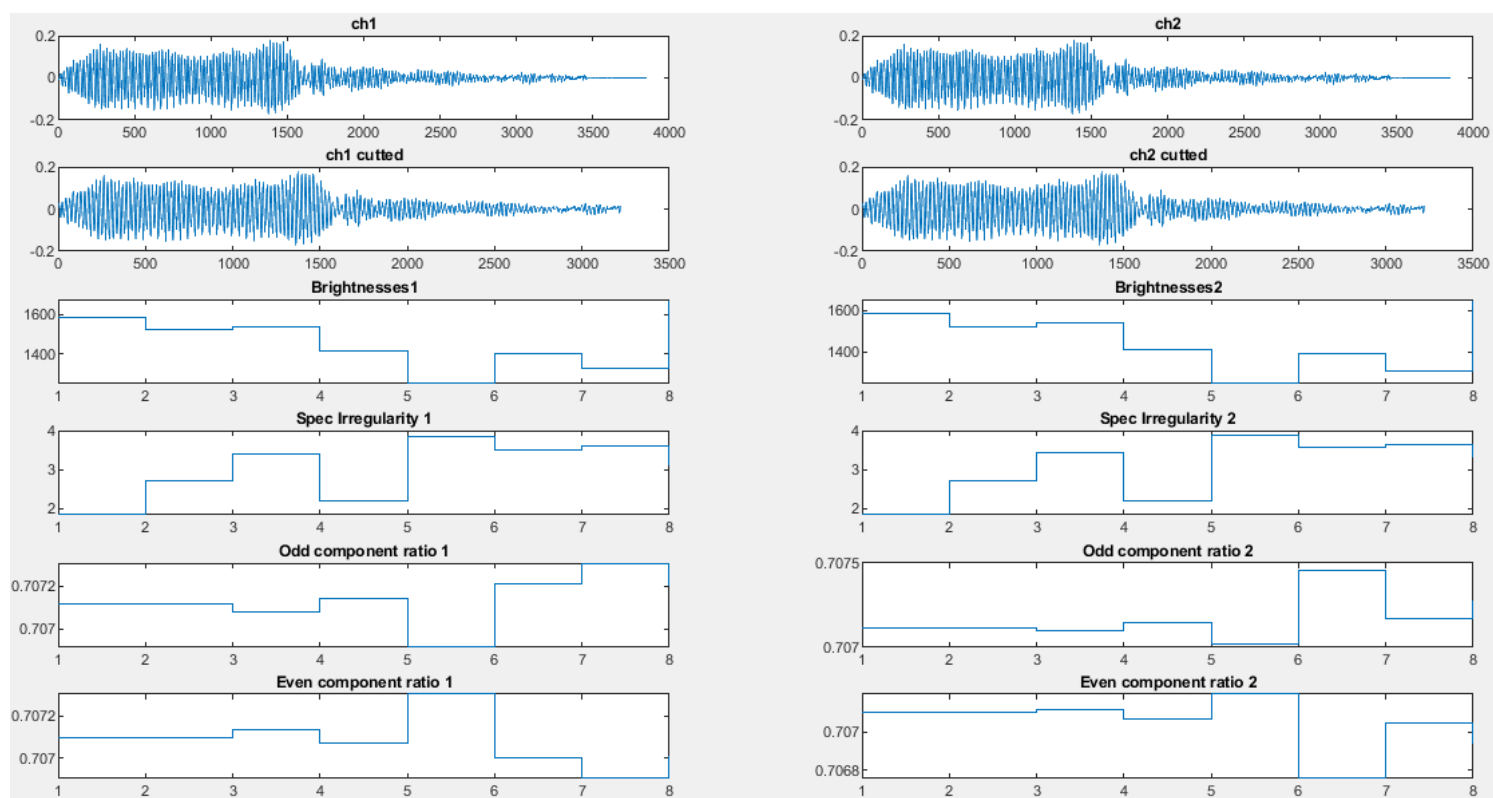 ch1
0.2
0
-0.2
0 500 1000 1500 2000 2500 3000 3500 4000
ch2
0.2
0
-0.2
0 500 1000 1500 2000 2500 3000 3500 4000
ch1 cutted
0.2
0
-0.2
0 500 1000 1500 2000 2500 3000 3500
ch2 cutted
0.2
0
-0.2
0 500 1000 1500 2000 2500 3000 3500
Brightnesses1
1600
1400
1 2 3 4 5 6 7 8
Brightnesses2
1600
1400
1 2 3 4 5 6 7 8
Spec Irregularity 1
4
3
2
1 2 3 4 5 6 7 8
Spec Irregularity 2
4
3
2
1 2 3 4 5 6 7 8
Odd component ratio 1
0.7072
0.707
1 2 3 4 5 6 7 8
Odd component ratio 2
0.7075
0.707
1 2 3 4 5 6 7 8
Even component ratio 1
0.7072
0.707
1 2 3 4 5 6 7 8
Even component ratio 2
0.707
0.7068
1 2 3 4 5 6 7 8